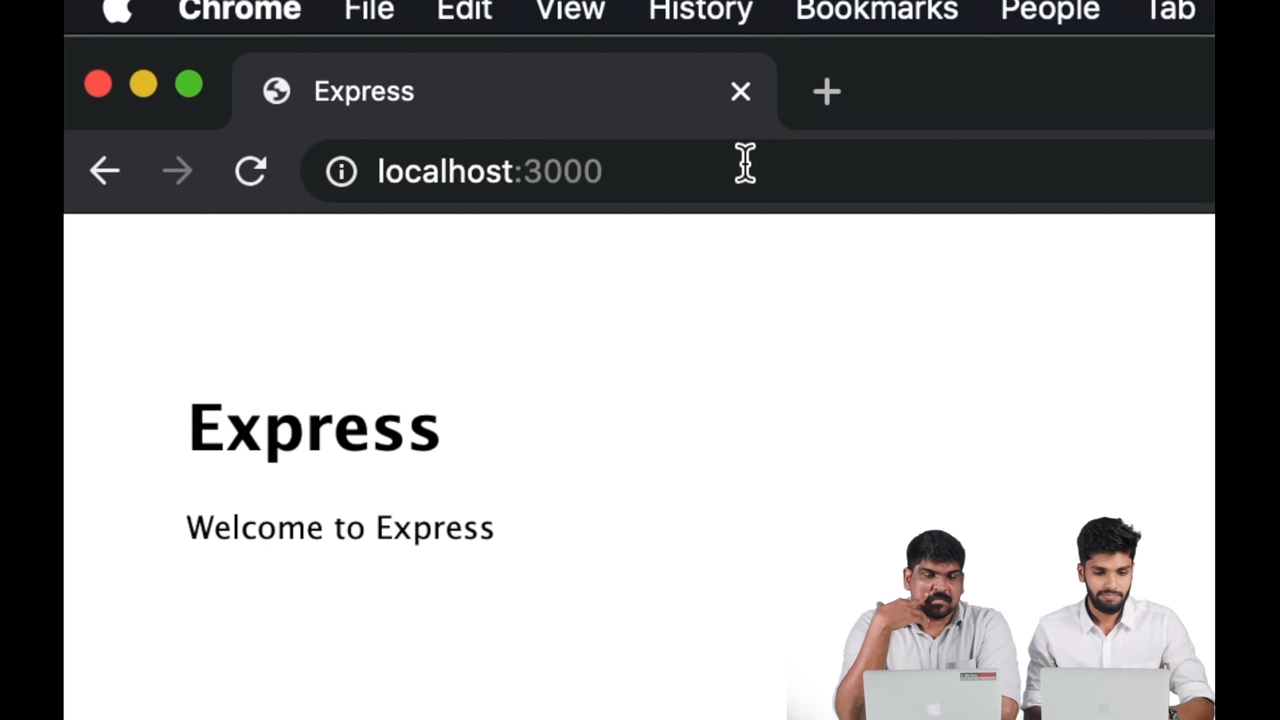 Chrome File Edit View History Bookmarks People Tab
Express
localhost:3000
Express
Welcome to Express